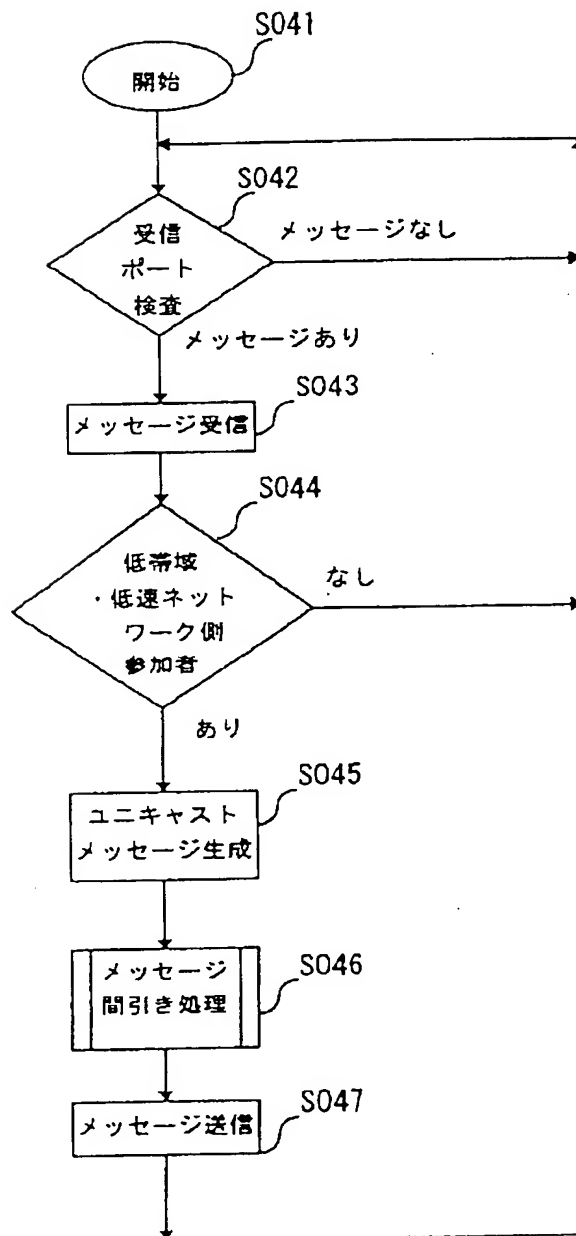 S041
開始
S042
受信
ポート
検査
メッセージなし
メッセージあり
S043
メッセージ受信
S044
低帯域
・低速ネット
ワーク側
参加者
なし
あり
S045
ユニキャスト
メッセージ生成
S046
メッセージ
間引き処理
S047
メッセージ送信